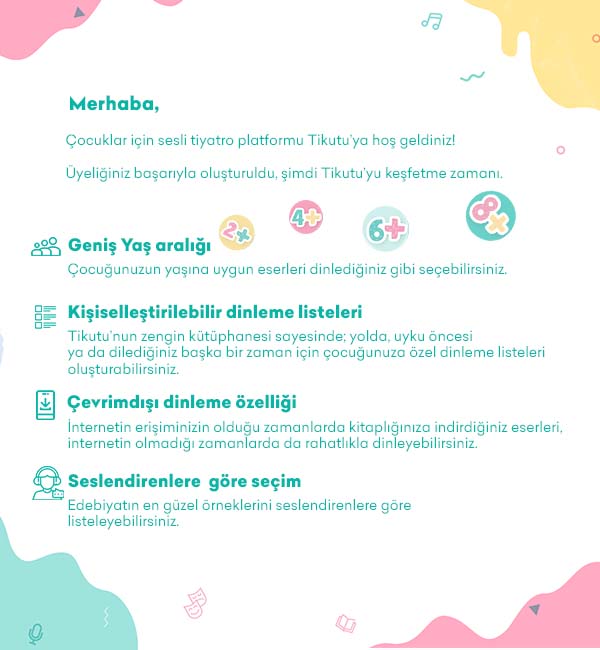 Merhaba,
Çocuklar için sesli tiyatro platformu Tikutu'ya hoş geldiniz!
Üyeliğiniz başarıyla oluşturuldu, şimdi Tikutu'yu keşfetme zamanı.
2+ 4+ 6+ 8+
Geniş Yaş aralığı
Çocuğunuzun yaşına uygun eserleri dinlediğiniz gibi seçebilirsiniz.
Kişiselleştirilebilir dinleme listeleri
Tikutu'nun zengin kütüphanesi sayesinde; yolda, uyku öncesi
ya da dilediğiniz başka bir zaman için çocuğunuza özel dinleme listeleri
oluşturabilirsiniz.
Çevrimdışı dinleme özelliği
İnternetin erişiminizin olduğu zamanlarda kitaplığınıza indirdiğiniz eserleri,
internetin olmadığı zamanlarda da rahatlıkla dinleyebilirsiniz.
Seslendirenlere göre seçim
Edebiyatın en güzel örneklerini seslendirenlere göre
listeleyebilirsiniz.